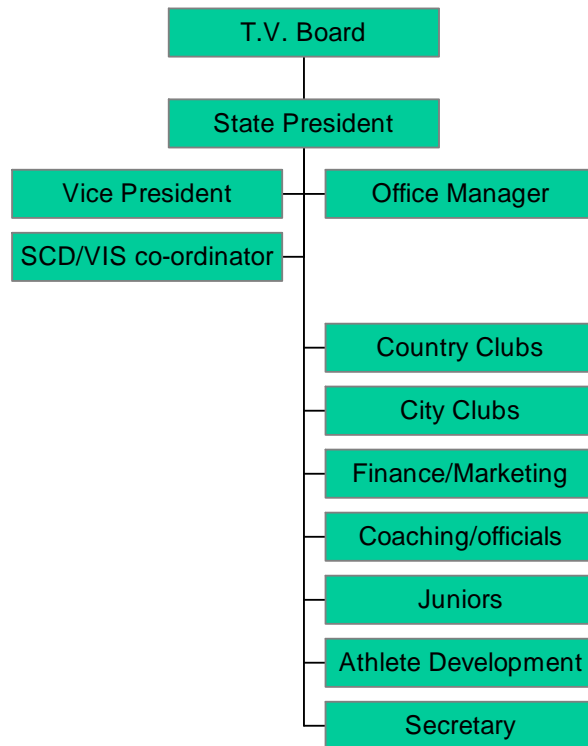 T.V. Board
State President
Vice President
Office Manager
SCD/VIS co-ordinator
Country Clubs
City Clubs
Finance/Marketing
Coaching/officials
Juniors
Athlete Development
Secretary